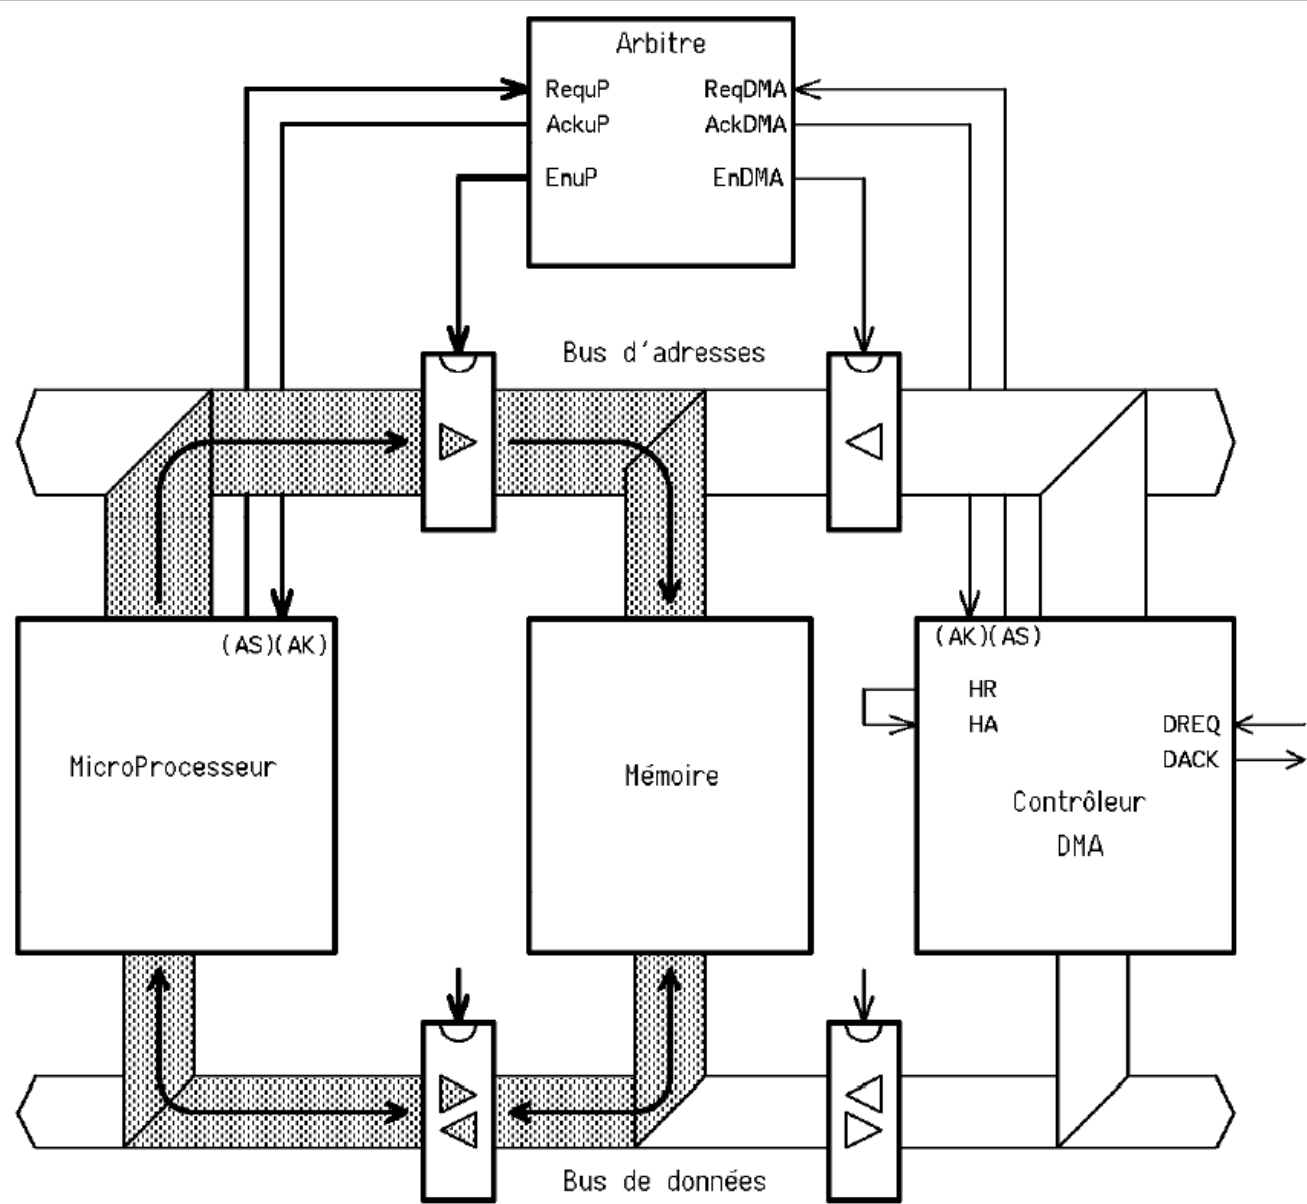 Arbitre
RequP ReqDMA
AckuP AckDMA
EnuP EnDMA
Bus d'adresses
(AS)(AK)
(AK)(AS)
HR
HA
DREQ
DACK
MicroProcesseur
Mémoire
Contrôleur
DMA
Bus de données